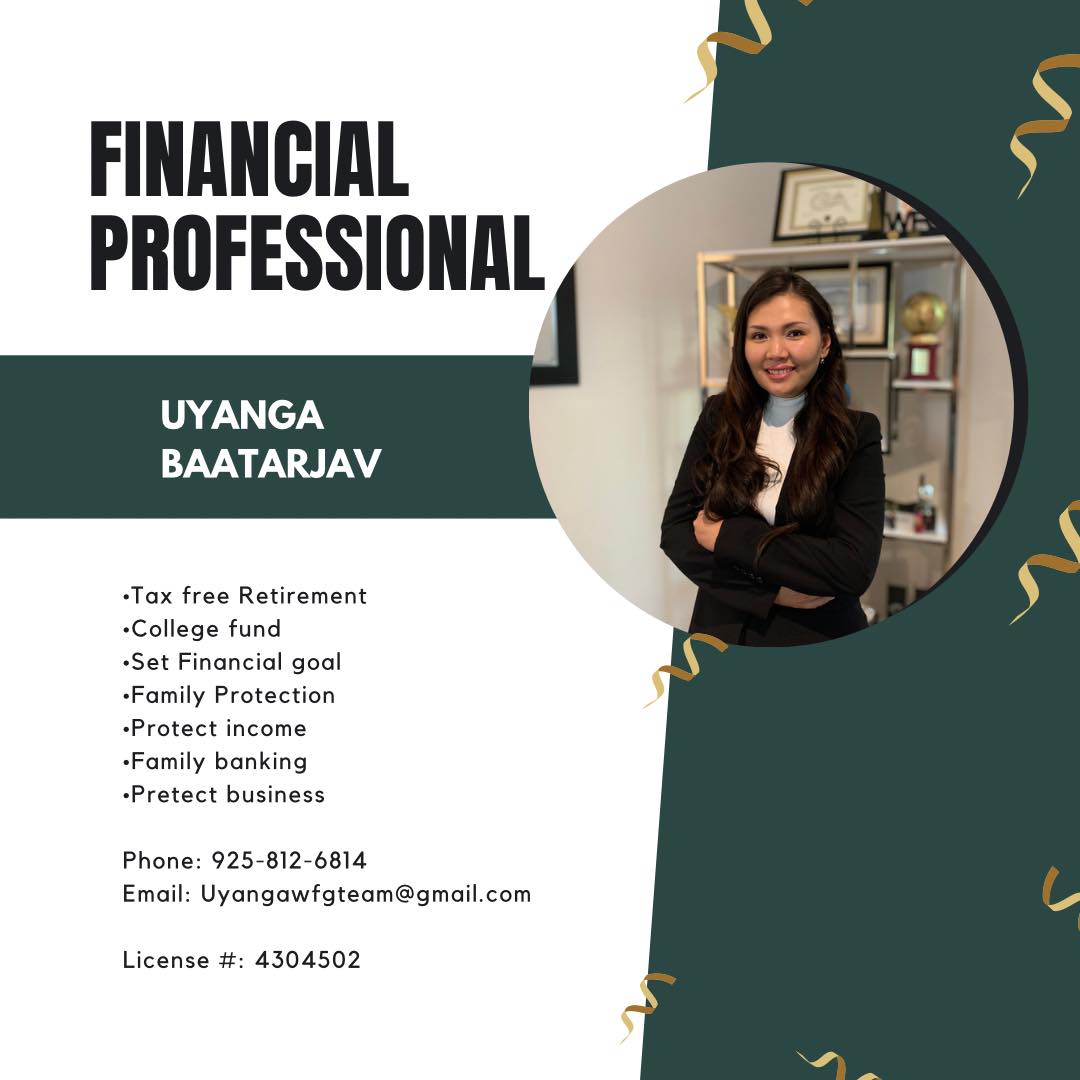 FINANCIAL
PROFESSIONAL
UYANGA
BAATARJAV
•Tax free Retirement
•College fund
•Set Financial goal
•Family Protection
•Protect income
•Family banking
•Pretect business
Phone: 925-812-6814
Email: Uyangawfgteam@gmail.com
License #: 4304502